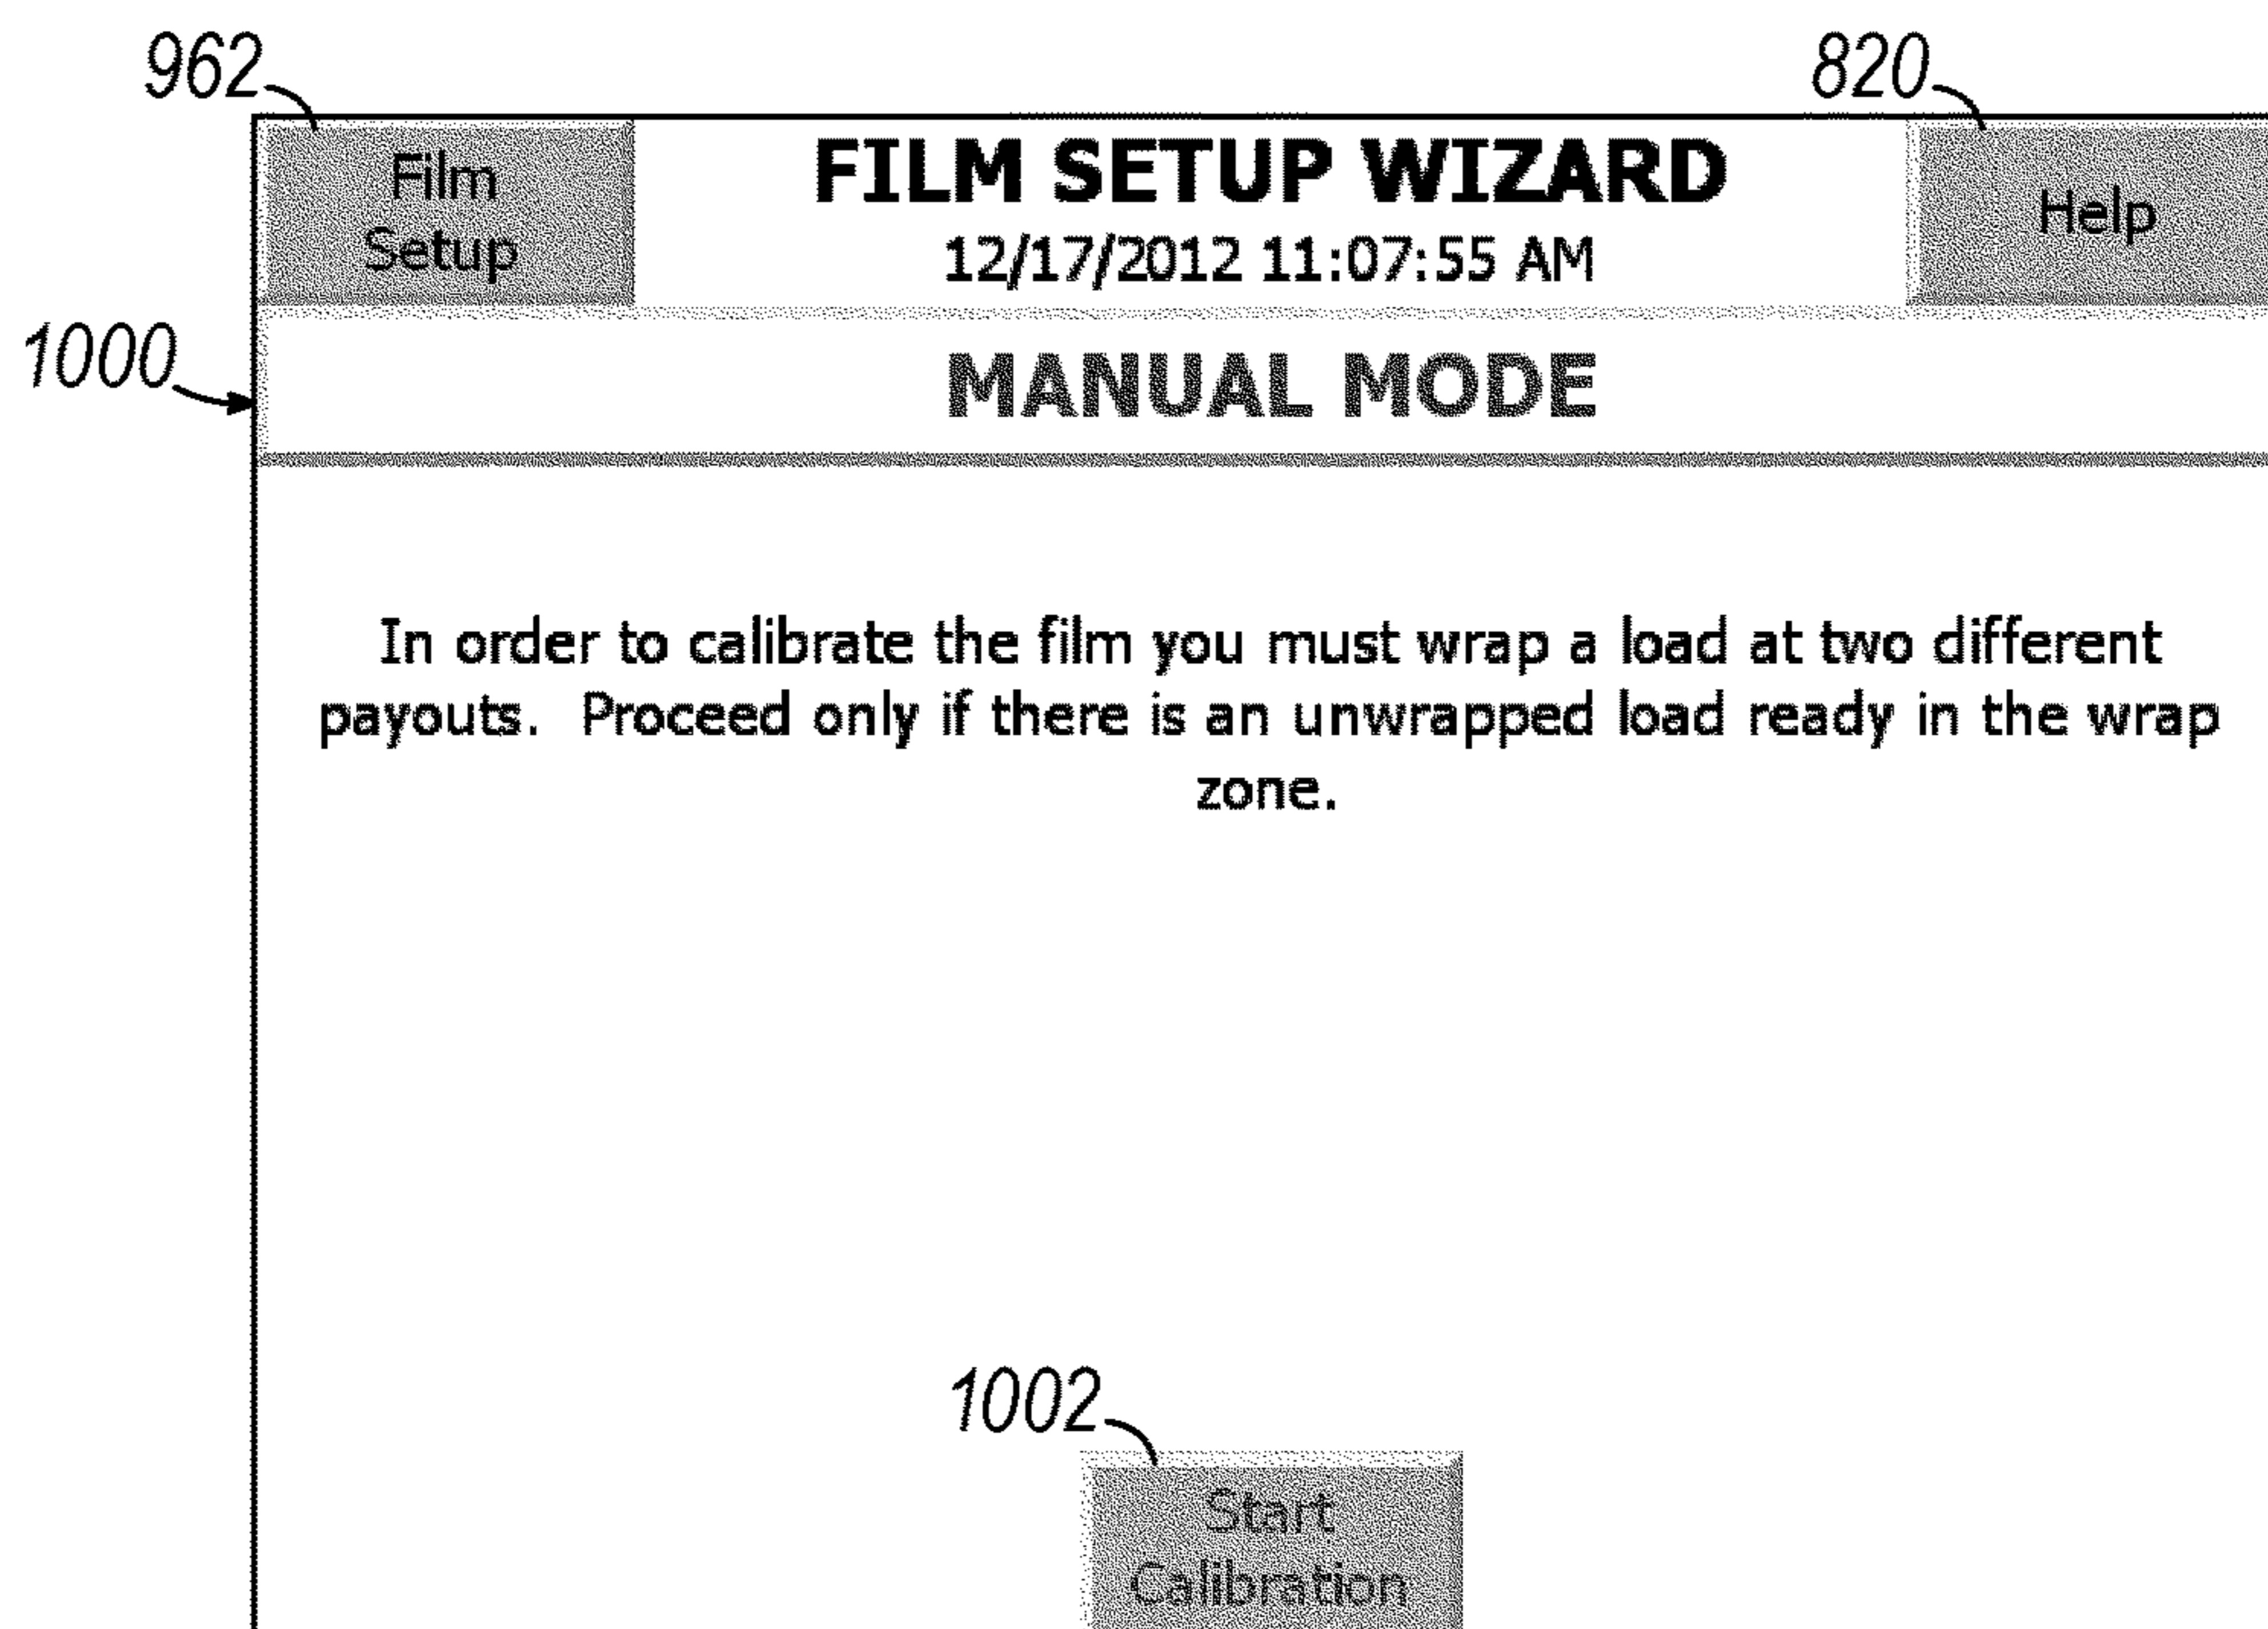 962
820
Film
Setup
FILM SETUP WIZARD
12/17/2012 11:07:55 AM
Help
1000
MANUAL MODE
In order to calibrate the film you must wrap a load at two different
payouts.  Proceed only if there is an unwrapped load ready in the wrap
zone.
1002
Start
Calibration